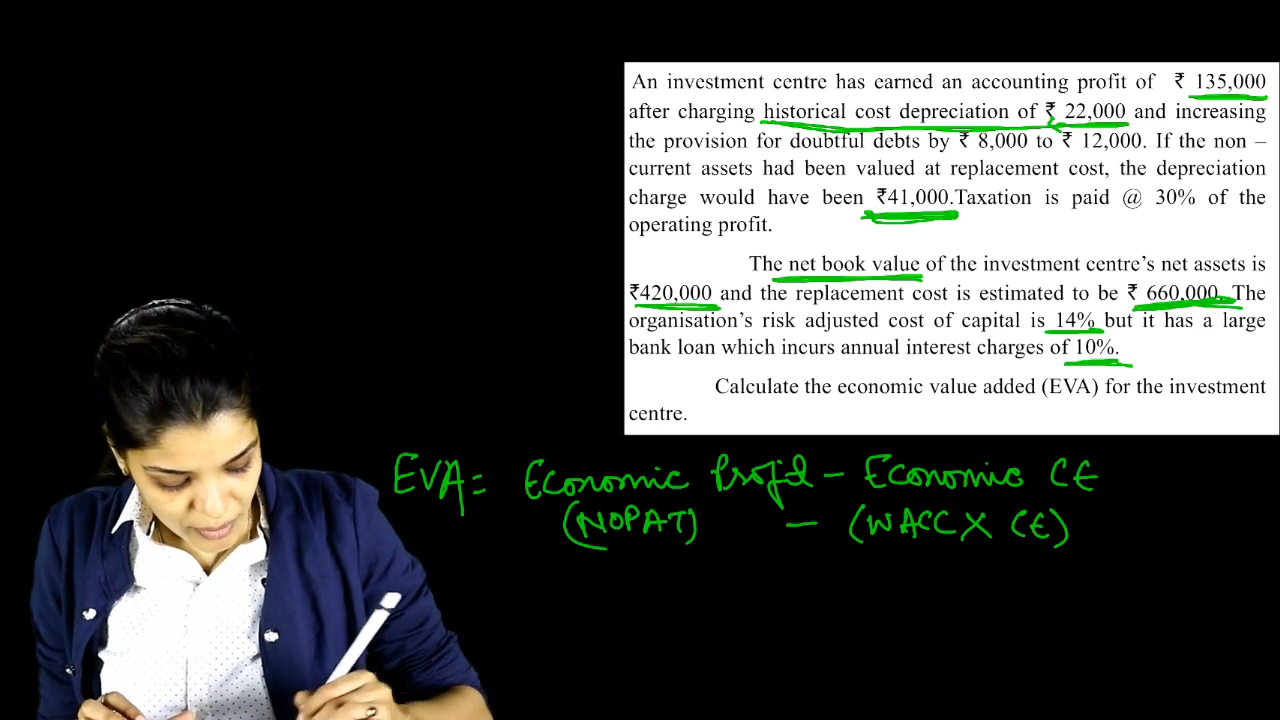 An investment centre has earned an accounting profit of ₹ 135,000
after charging historical cost depreciation of ₹ 22,000 and increasing
the provision for doubtful debts by ₹ 8,000 to ₹ 12,000. If the non –
current assets had been valued at replacement cost, the depreciation
charge would have been ₹41,000.Taxation is paid @ 30% of the
operating profit.
The net book value of the investment centre's net assets is
₹420,000 and the replacement cost is estimated to be ₹ 660,000. The
organisation's risk adjusted cost of capital is 14% but it has a large
bank loan which incurs annual interest charges of 10%.
Calculate the economic value added (EVA) for the investment
centre.
EVA = Economic Profit - Economic CE
(NOPAT) - (WACC X CE)